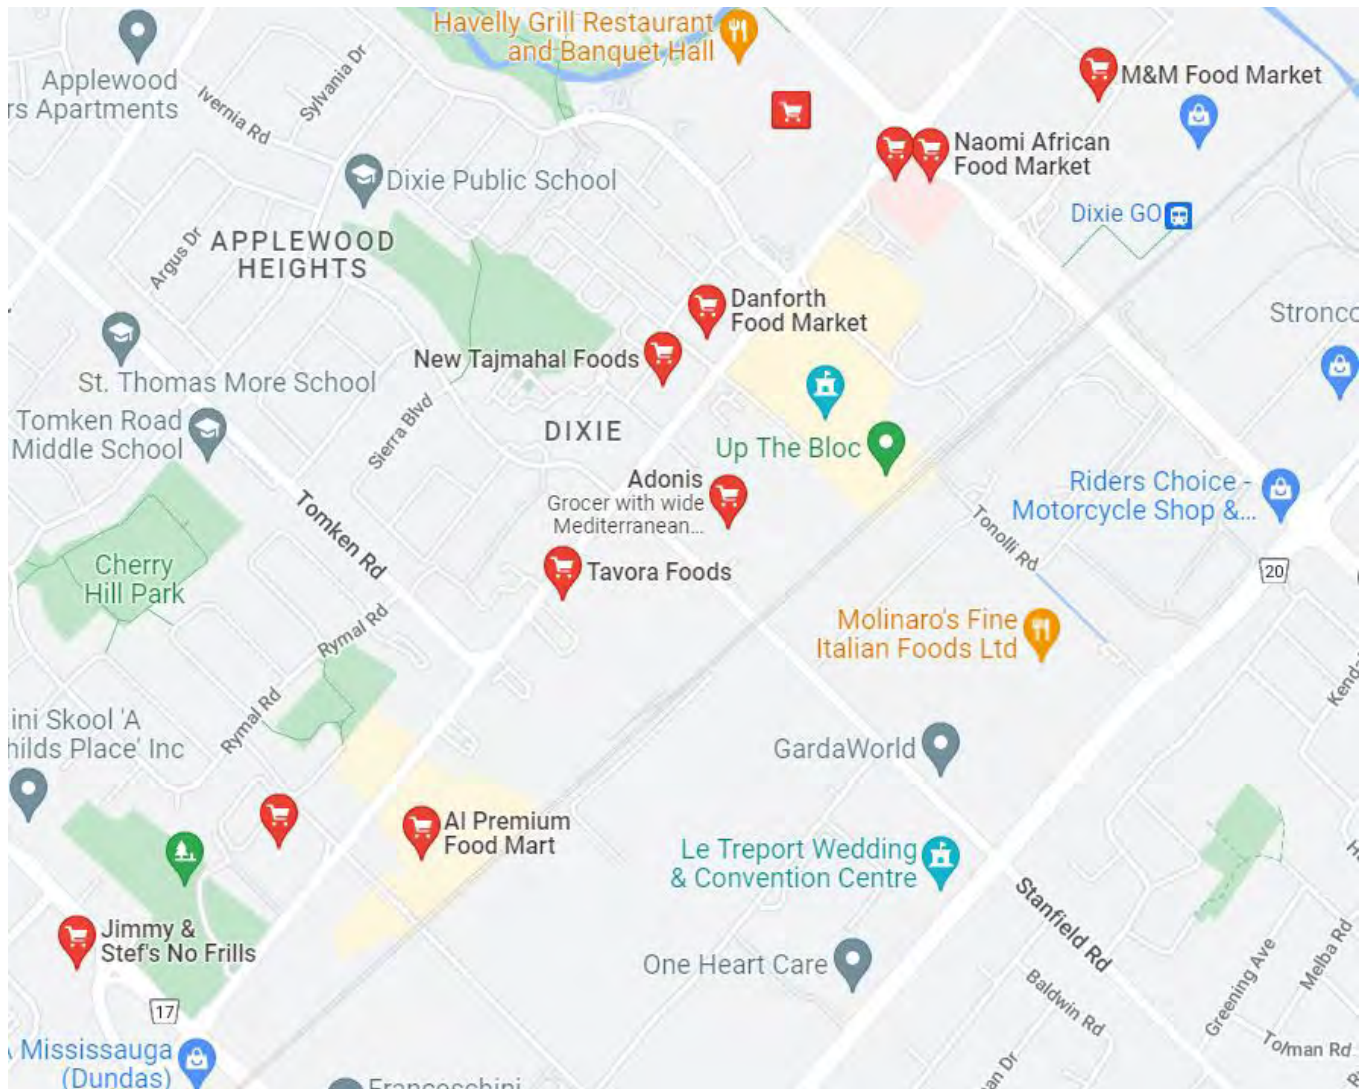 Havelly Grill Restaurant
and Banquet Hall
Applewood
rs Apartments
Sylvania Dr
Ivernia Rd
M&M Food Market
Naomi African
Food Market
Dixie Public School
Dixie GO
Argus Dr
APPLEWOOD
HEIGHTS
Danforth
Food Market
Stronco
New Tajmahal Foods
St. Thomas More School
Tomken Road
Middle School
Sierra Blvd
DIXIE
Up The Bloc
Adonis
Grocer with wide
Mediterranean...
Riders Choice -
Motorcycle Shop &...
Tomken Rd
Tonolli Rd
Cherry
Hill Park
Tavora Foods
20
Rymal Rd
Molinaro's Fine
Italian Foods Ltd
Kenda
Rymal Rd
ini Skool 'A
hilds Place' Inc
GardaWorld
Al Premium
Food Mart
Le Treport Wedding
& Convention Centre
Stanfield Rd
Jimmy &
Stef's No Frills
One Heart Care
Melba Rd
Greening Ave
Baldwin Rd
17
Tolman Rd
Mississauga
(Dundas)
an Dr
Franceschini